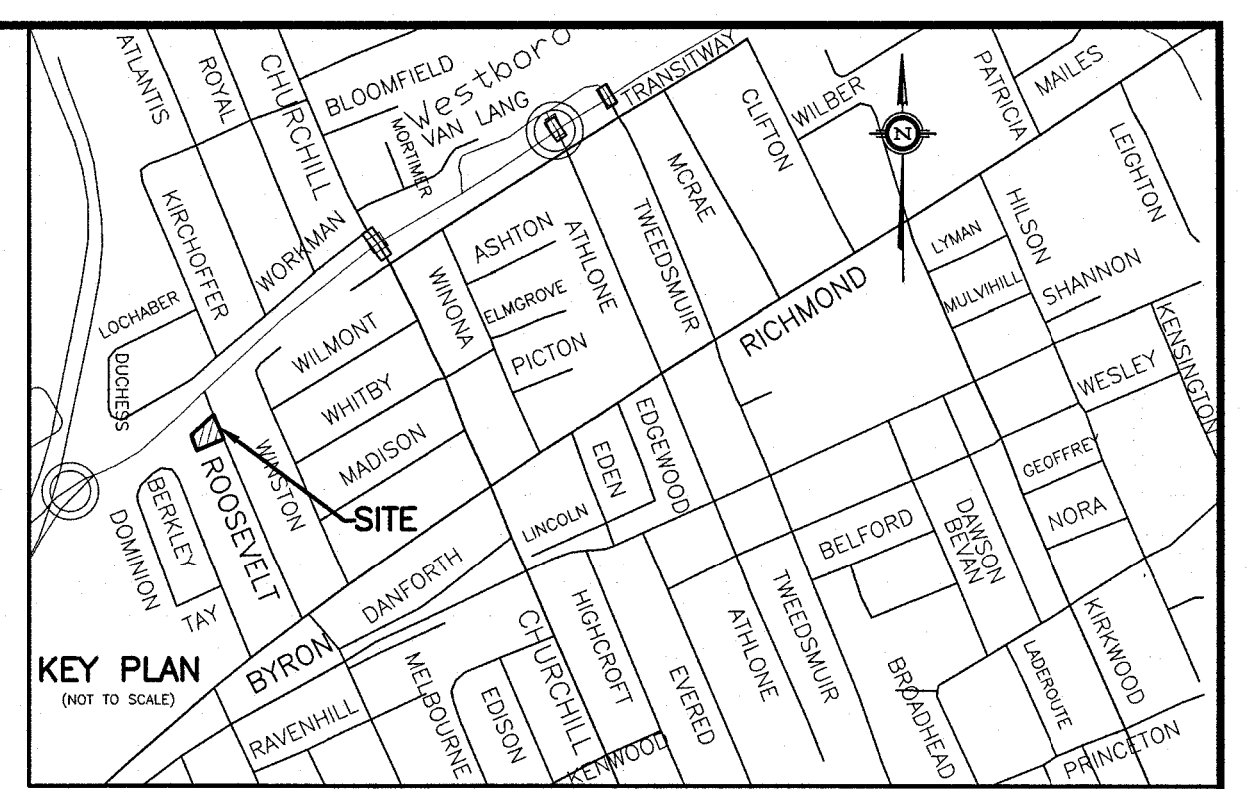 ATLANTIS
ROYAL
CHURCHILL
BLOOMFIELD
Westboro
VAN LANG
MORTIMER
TRANSITWAY
CLIFTON
WILBER
PATRICIA
MAILES
LEIGHTON
N
KIRCHOFFER
WORKMAN
LOCHABER
DUCHESS
WINONA
ASHTON
ATHLONE
ELMGROVE
PICTON
TWEEDSMUIR
MCRAE
RICHMOND
LYMAN
HILSON
MULVIHILL
SHANNON
KENSINGTON
WESLEY
WILMONT
WHITBY
MADISON
WINSTON
ROOSEVELT
SITE
BERKLEY
DOMINION
TAY
LINCOLN
EDEN
EDGEWOOD
GEOFFREY
NORA
BELFORD
DAWSON
BEVAN
DANFORTH
BYRON
KEY PLAN
(NOT TO SCALE)
RAVENHILL
MELBOURNE
EDISON
CHURCHILL
HIGHCROFT
KENWOOD
EVERED
ATHLONE
TWEEDSMUIR
BROADHEAD
LADEROUTE
KIRKWOOD
PRINCETON